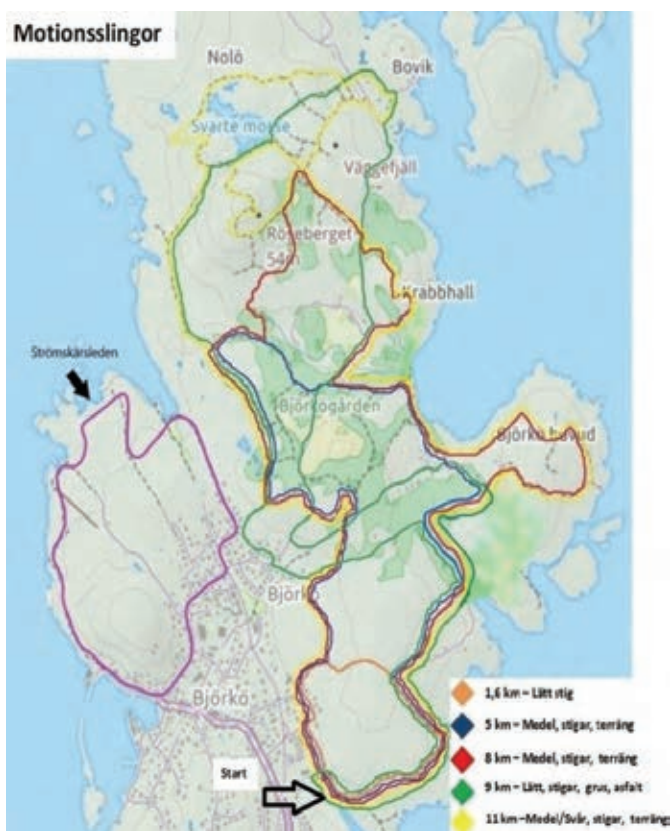 Motionsslingor
Nolö
Bovik
Svarte mosse
Väggefjäll
Röseberget
54m
Krabbhall
Strömskärsleden
Björkögården
Björkö huvud
Björkö
Björkö
Start
1,6 km – Lätt stig
5 km – Medel, stigar, terräng
8 km – Medel, stigar, terräng
9 km – Lätt, stigar, grus, asfalt
11 km – Medel/Svår, stigar, terräng